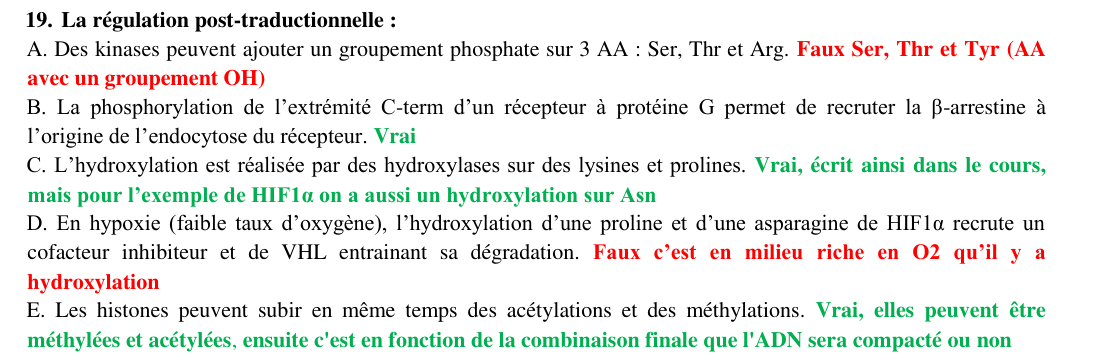 19. La régulation post-traductionnelle :
A. Des kinases peuvent ajouter un groupement phosphate sur 3 AA : Ser, Thr et Arg. Faux Ser, Thr et Tyr (AA
avec un groupement OH)
B. La phosphorylation de l'extrémité C-term d'un récepteur à protéine G permet de recruter la β-arrestine à
l'origine de l'endocytose du récepteur. Vrai
C. L'hydroxylation est réalisée par des hydroxylases sur des lysines et prolines. Vrai, écrit ainsi dans le cours,
mais pour l'exemple de HIF1α on a aussi un hydroxylation sur Asn
D. En hypoxie (faible taux d'oxygène), l'hydroxylation d'une proline et d'une asparagine de HIF1α recrute un
cofacteur inhibiteur et de VHL entrainant sa dégradation. Faux c'est en milieu riche en O2 qu'il y a
hydroxylation
E. Les histones peuvent subir en même temps des acétylations et des méthylations. Vrai, elles peuvent être
méthylées et acétylées, ensuite c'est en fonction de la combinaison finale que l'ADN sera compacté ou non